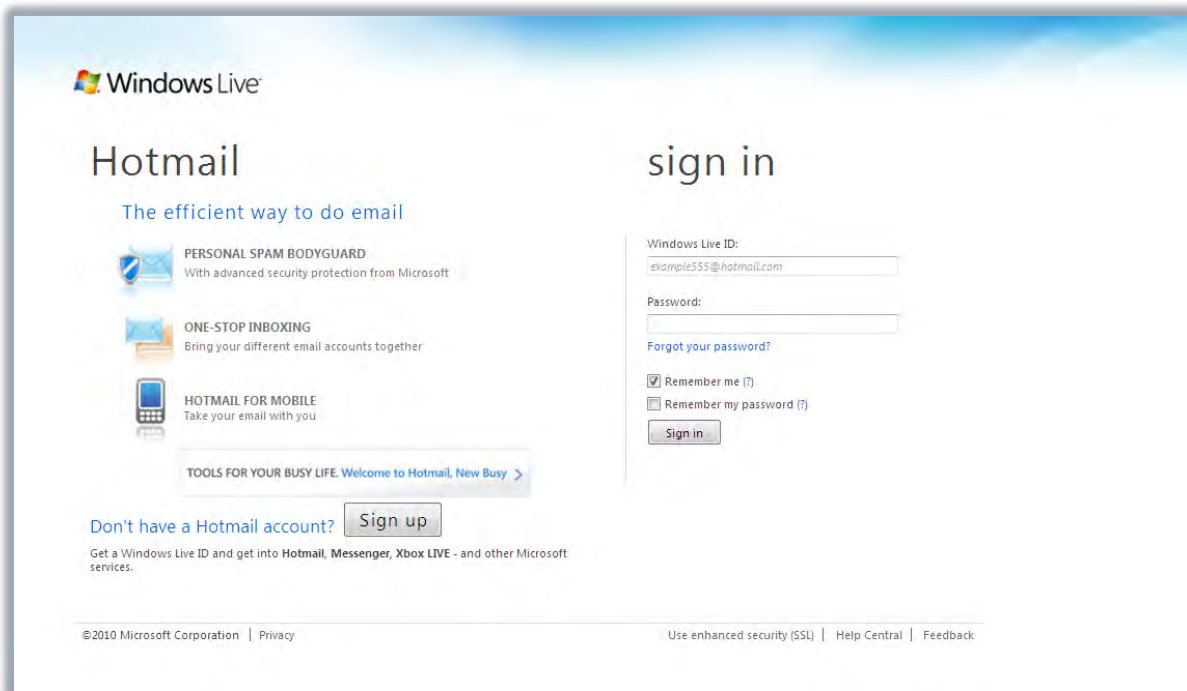 Windows Live
Hotmail
The efficient way to do email
PERSONAL SPAM BODYGUARD
With advanced security protection from Microsoft
ONE-STOP INBOXING
Bring your different email accounts together
HOTMAIL FOR MOBILE
Take your email with you
TOOLS FOR YOUR BUSY LIFE. Welcome to Hotmail, New Busy >
Don't have a Hotmail account? Sign up
Get a Windows Live ID and get into Hotmail, Messenger, Xbox LIVE - and other Microsoft
services.
sign in
Windows Live ID:
example555@hotmail.com
Password:
Forgot your password?
Remember me (?)
Remember my password (?)
Sign in
©2010 Microsoft Corporation | Privacy
Use enhanced security (SSL) | Help Central | Feedback